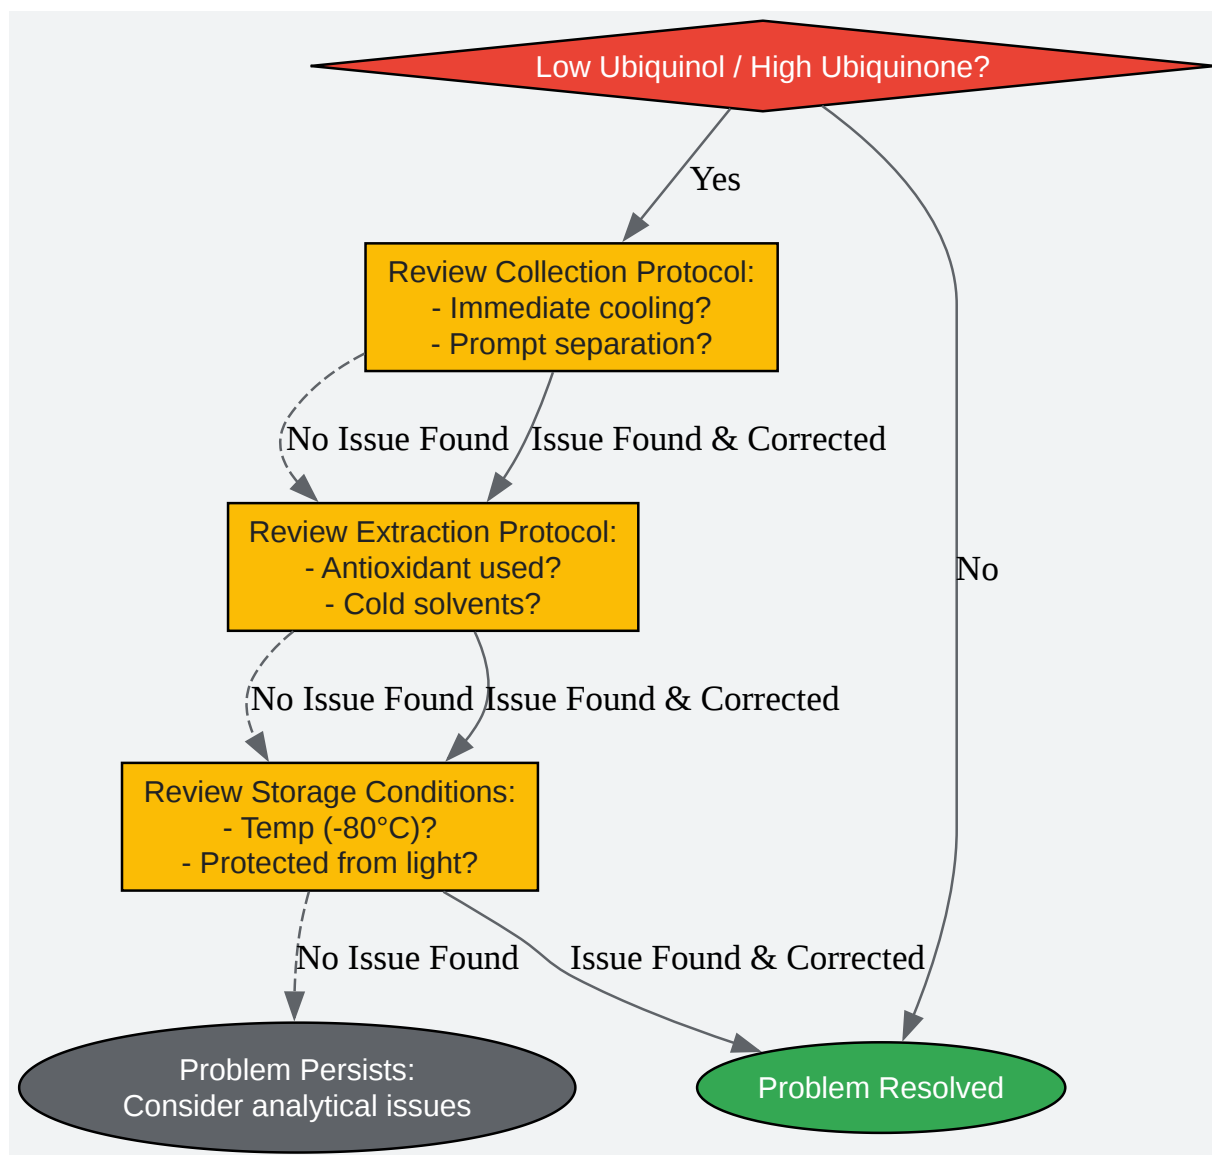 Low Ubiquinol / High Ubiquinone?
Yes
Review Collection Protocol:
- Immediate cooling?
- Prompt separation?
No Issue Found
Issue Found & Corrected
Review Extraction Protocol:
- Antioxidant used?
- Cold solvents?
No
No Issue Found
Issue Found & Corrected
Review Storage Conditions:
- Temp (-80°C)?
- Protected from light?
No Issue Found
Issue Found & Corrected
Problem Persists:
Consider analytical issues
Problem Resolved